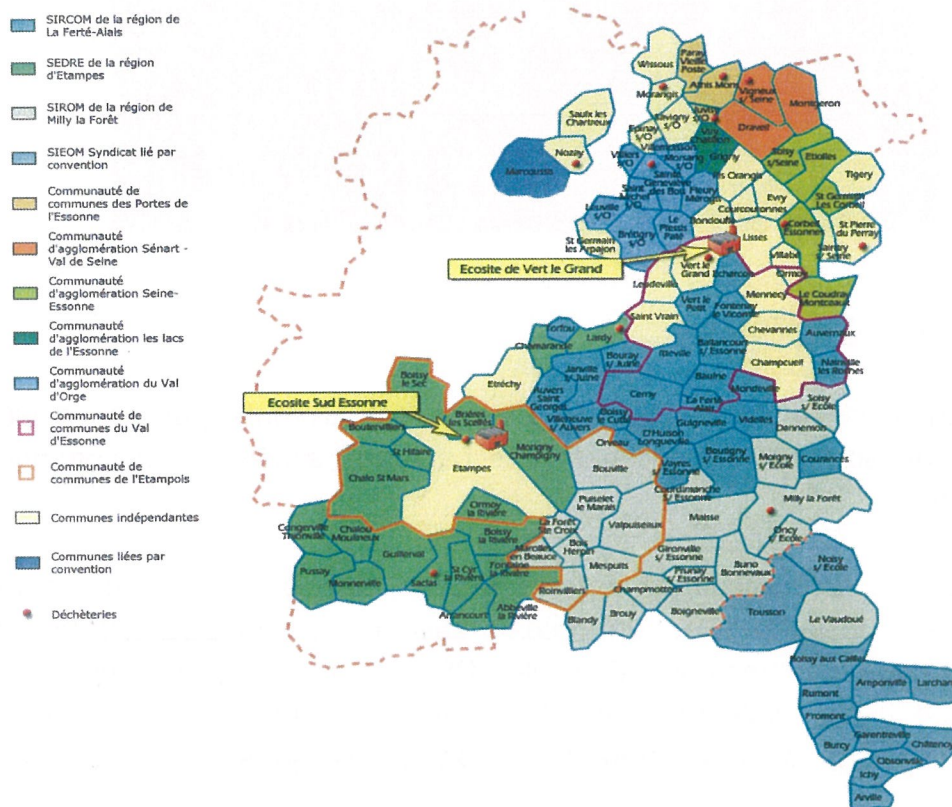 SIRCOM de la région de
La Ferté-Alais
SEDRE de la région
d'Etampes
SIROM de la région de
Milly la Forêt
SIEOM Syndicat lié par
convention
Communauté de
communes des Portes de
l'Essonne
Communauté
d'agglomération Sénart -
Val de Seine
Communauté
d'agglomération Seine-
Essonne
Communauté
d'agglomération les lacs
de l'Essonne
Communauté
d'agglomération du Val
d'Orge
Communauté de
communes du Val
d'Essonne
Communauté de
communes de l'Etampois
Communes indépendantes
Communes liées par
convention
Déchèteries
Wissous
Paray
Vieille
Poste
Athis Mons
Morangis
Vigneux
s/ Seine
Montgeron
Saulx les
Chartreux
Savigny
s/O
Juvisy
s/O
Draveil
Epinay
s/O
Viry
Chatillon
Nozay
Marcoussis
Villemoisson
Morsang
s/O
Grigny
Soisy
s/Seine
Etiolles
Villiers
s/O
Sainte
Geneviève
des Bois
Ris Orangis
Tigery
Saint
Michel
s/O
Fleury
Mérogis
Evry
Courcouronnes
St Germain
Les Corbeil
Leuville
s/O
Le
Plessis
Paté
Bondoufle
Corbeil
Essonnes
St Pierre
du Perray
Brétigny
s/O
Lisses
St Germain
les Arpajon
Villabé
Saintry
s/ Seine
Ecosite de Vert le Grand
Vert le
Grand
Echarcon
Ormoy
Leudeville
Mennecy
Le Coudray
Montceaux
Vert le
Petit
Fontenay
le Vicomte
Saint Vrain
Chevannes
Auvernaux
Torfou
Lardy
Chamarande
Ballancourt
s/ Essonne
Itteville
Bouray
s/ Juine
Janville
s/ Juine
Champcueil
Nainville
les Roches
Boissy
le Sec
Etréchy
Baulne
Auvers
Saint
Georges
Cerny
La Ferté
Alais
Mondeville
Soisy
s/ Ecole
Ecosite Sud Essonne
Brières
les Scellés
Villeneuve
s/ Auvers
Boissy
le Cutté
Guigneville
Videlles
Dannemois
Boutervilliers
D'Huison
Longueville
Orveau
St Hilaire
Morigny
Champigny
Vayres
s/ Essonne
Boutigny
s/ Essonne
Moigny
s/ Ecole
Courances
Etampes
Bouville
Chalo St Mars
Courdimanche
s/ Essonne
Puiselet
le Marais
Milly la Forêt
Ormoy
la Rivière
Valpuiseaux
Maisse
Oncy
s/ Ecole
Congerville
Thionville
Chalou
Moulineux
Boissy
la Rivière
La Forêt
Ste Croix
Bois
Herpin
Guillerval
Marolles
en Beauce
Gironville
s/ Essonne
Noisy
s/ Ecole
Pussay
St Cyr
la Rivière
Fontaine
la Rivière
Mespuits
Prunay
s/ Essonne
Buno
Bonnevaux
Monnerville
Saclas
Roinvilliers
Champmotteux
Abbéville
la Rivière
Arrancourt
Blandy
Brouy
Boigneville
Tousson
Le Vaudoué
Boissy aux Cailles
Amponville
Larchant
Rumont
Fromont
Garentreville
Burcy
Châtenoy
Obsonville
Ichy
Arville